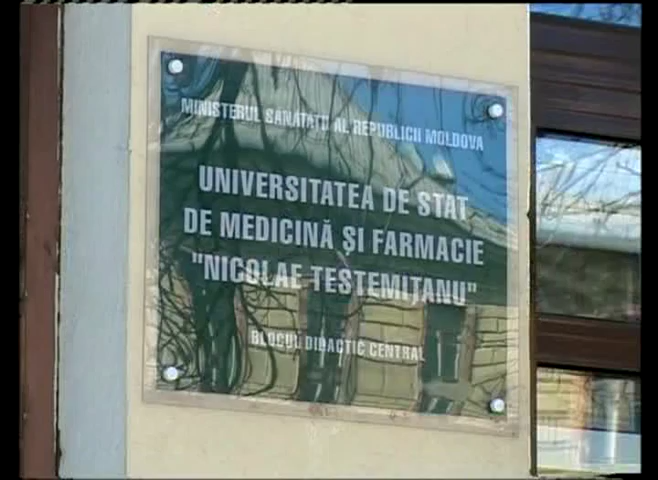 MINISTERUL SANATATII AL REPUBLICII MOLDOVA
UNIVERSITATEA DE STAT
DE MEDICINĂ ŞI FARMACIE
"NICOLAE TESTEMIŢANU"
BLOCUL DIDACTIC CENTRAL